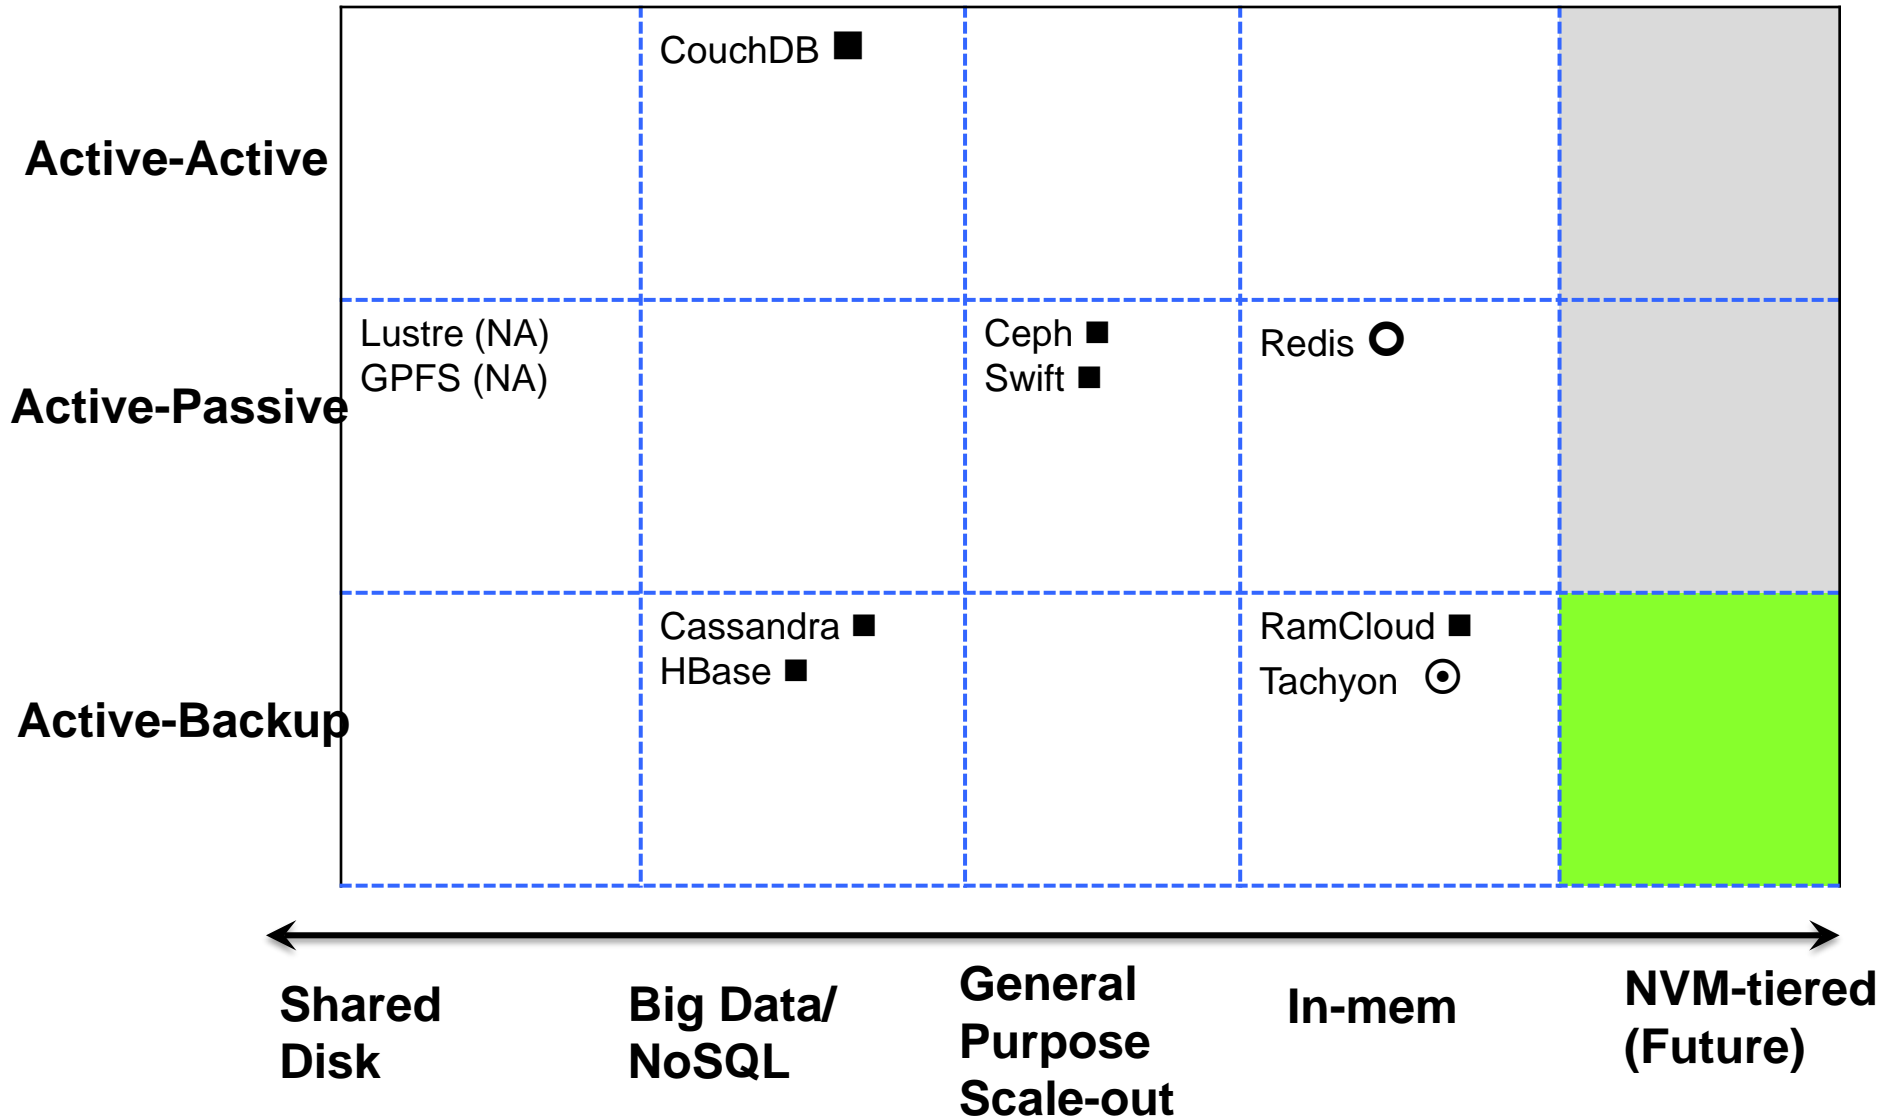 CouchDB ■
Active-Active
Lustre (NA)
GPFS (NA)
Ceph ■
Swift ■
Redis
Active-Passive
Cassandra ■
HBase ■
RamCloud ■
Tachyon
Active-Backup
Shared
Disk
Big Data/
NoSQL
General
Purpose
Scale-out
In-mem
NVM-tiered
(Future)